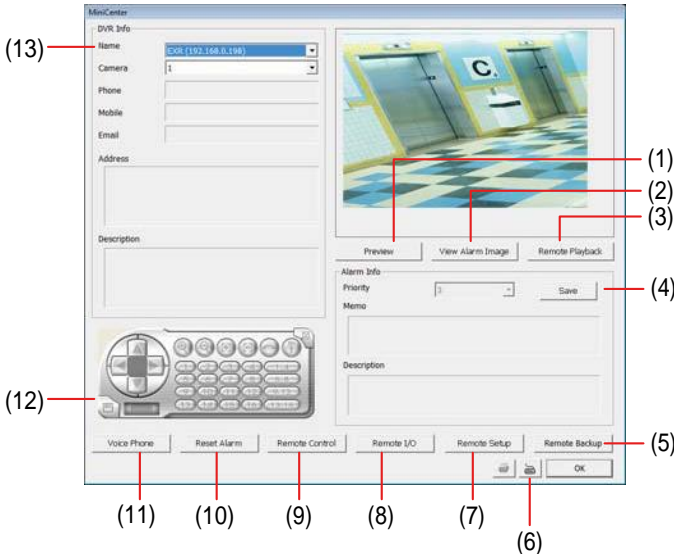 MiniCenter
DVR Info
(13)
Name
EXR (192.168.0.198)
Camera
1
Phone
Mobile
Email
Address
Description
C.
(1)
(2)
(3)
Preview
View Alarm Image
Remote Playback
Alarm Info
Priority
3
Save
(4)
Memo
Description
(12)
Voice Phone
Reset Alarm
Remote Control
Remote I/O
Remote Setup
Remote Backup
(5)
OK
(11)
(10)
(9)
(8)
(7)
(6)